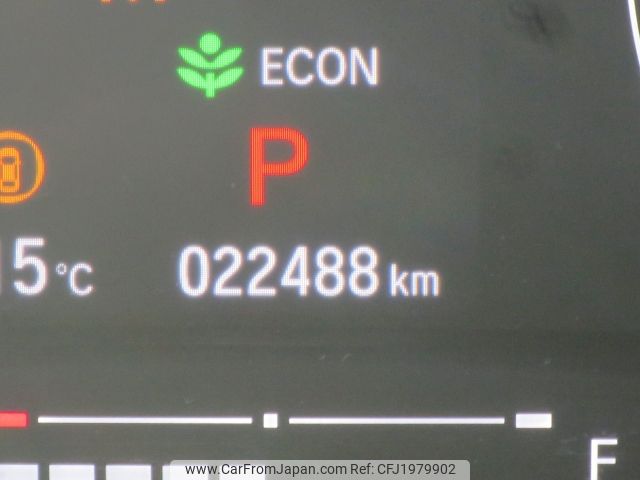 ECON
P
15 °C
022488 km
F
www.CarFromJapan.com Ref: CFJ1979902